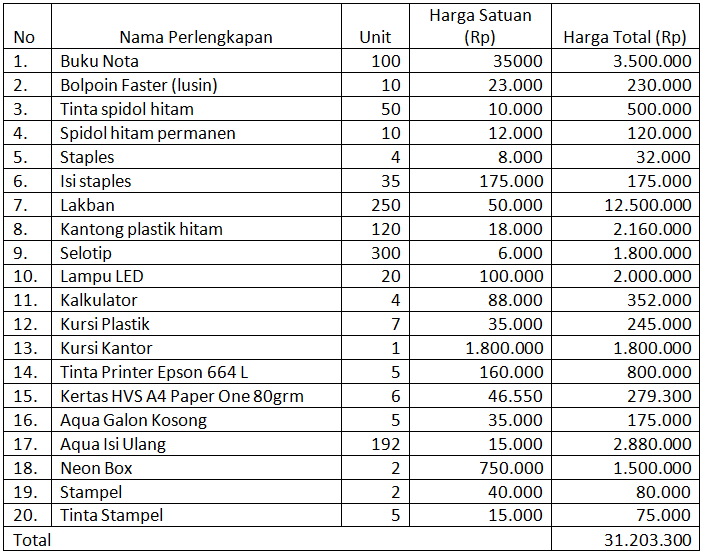 No Nama Perlengkapan Unit Harga Satuan (Rp) Harga Total (Rp)
1. Buku Nota 100 35000 3.500.000
2. Bolpoin Faster (lusin) 10 23.000 230.000
3. Tinta spidol hitam 50 10.000 500.000
4. Spidol hitam permanen 10 12.000 120.000
5. Staples 4 8.000 32.000
6. Isi staples 35 175.000 175.000
7. Lakban 250 50.000 12.500.000
8. Kantong plastik hitam 120 18.000 2.160.000
9. Selotip 300 6.000 1.800.000
10. Lampu LED 20 100.000 2.000.000
11. Kalkulator 4 88.000 352.000
12. Kursi Plastik 7 35.000 245.000
13. Kursi Kantor 1 1.800.000 1.800.000
14. Tinta Printer Epson 664 L 5 160.000 800.000
15. Kertas HVS A4 Paper One 80grm 6 46.550 279.300
16. Aqua Galon Kosong 5 35.000 175.000
17. Aqua Isi Ulang 192 15.000 2.880.000
18. Neon Box 2 750.000 1.500.000
19. Stampel 2 40.000 80.000
20. Tinta Stampel 5 15.000 75.000
Total 31.203.300